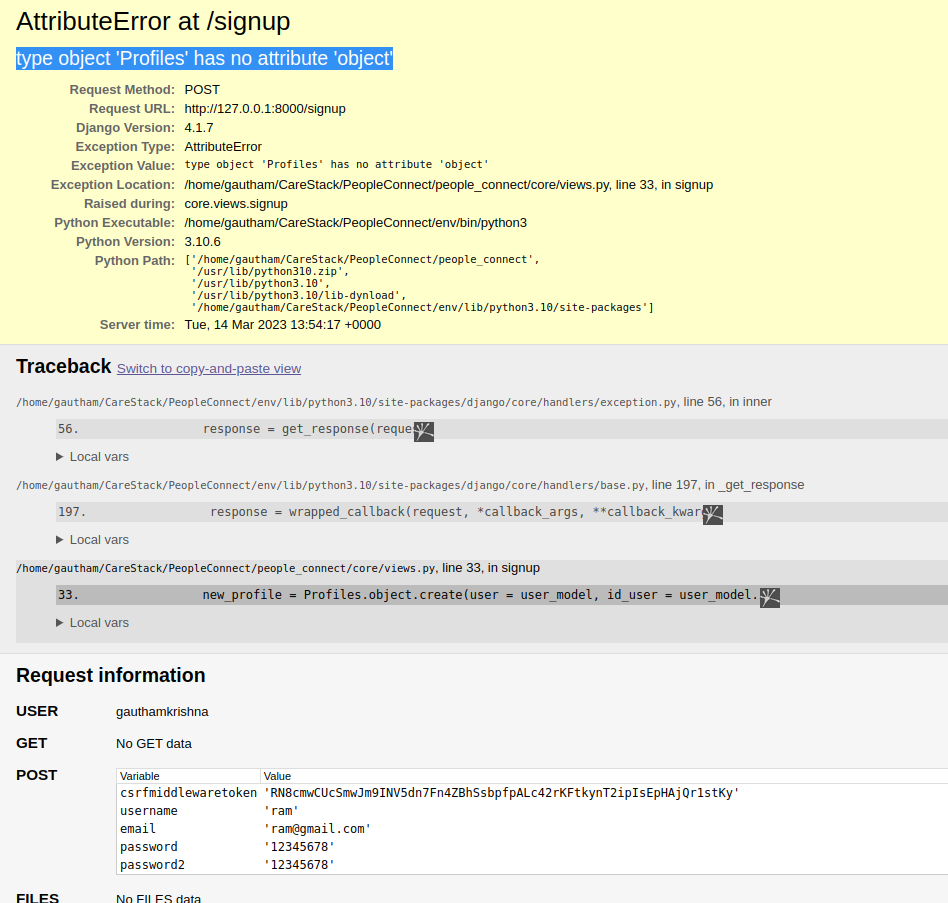 AttributeError at /signup
type object 'Profiles' has no attribute 'object'
Request Method: POST
Request URL: http://127.0.0.1:8000/signup
Django Version: 4.1.7
Exception Type: AttributeError
Exception Value: type object 'Profiles' has no attribute 'object'
Exception Location: /home/gautham/CareStack/PeopleConnect/people_connect/core/views.py, line 33, in signup
Raised during: core.views.signup
Python Executable: /home/gautham/CareStack/PeopleConnect/env/bin/python3
Python Version: 3.10.6
Python Path: ['/home/gautham/CareStack/PeopleConnect/people_connect',
'/usr/lib/python310.zip',
'/usr/lib/python3.10',
'/usr/lib/python3.10/lib-dynload',
'/home/gautham/CareStack/PeopleConnect/env/lib/python3.10/site-packages']
Server time: Tue, 14 Mar 2023 13:54:17 +0000
Traceback Switch to copy-and-paste view
/home/gautham/CareStack/PeopleConnect/env/lib/python3.10/site-packages/django/core/handlers/exception.py, line 56, in inner
56. response = get_response(reque
▶ Local vars
/home/gautham/CareStack/PeopleConnect/env/lib/python3.10/site-packages/django/core/handlers/base.py, line 197, in _get_response
197. response = wrapped_callback(request, *callback_args, **callback_kwar
▶ Local vars
/home/gautham/CareStack/PeopleConnect/people_connect/core/views.py, line 33, in signup
33. new_profile = Profiles.object.create(user = user_model, id_user = user_model.
▶ Local vars
Request information
USER gauthamkrishna
GET No GET data
POST Variable Value
csrfmiddlewaretoken 'RN8cmwCUcSmwJm9INV5dn7Fn4ZBhSsbpfpALc42rKFtkynT2ipIsEpHAjQr1stKy'
username 'ram'
email 'ram@gmail.com'
password '12345678'
password2 '12345678'
FILES No FILES data